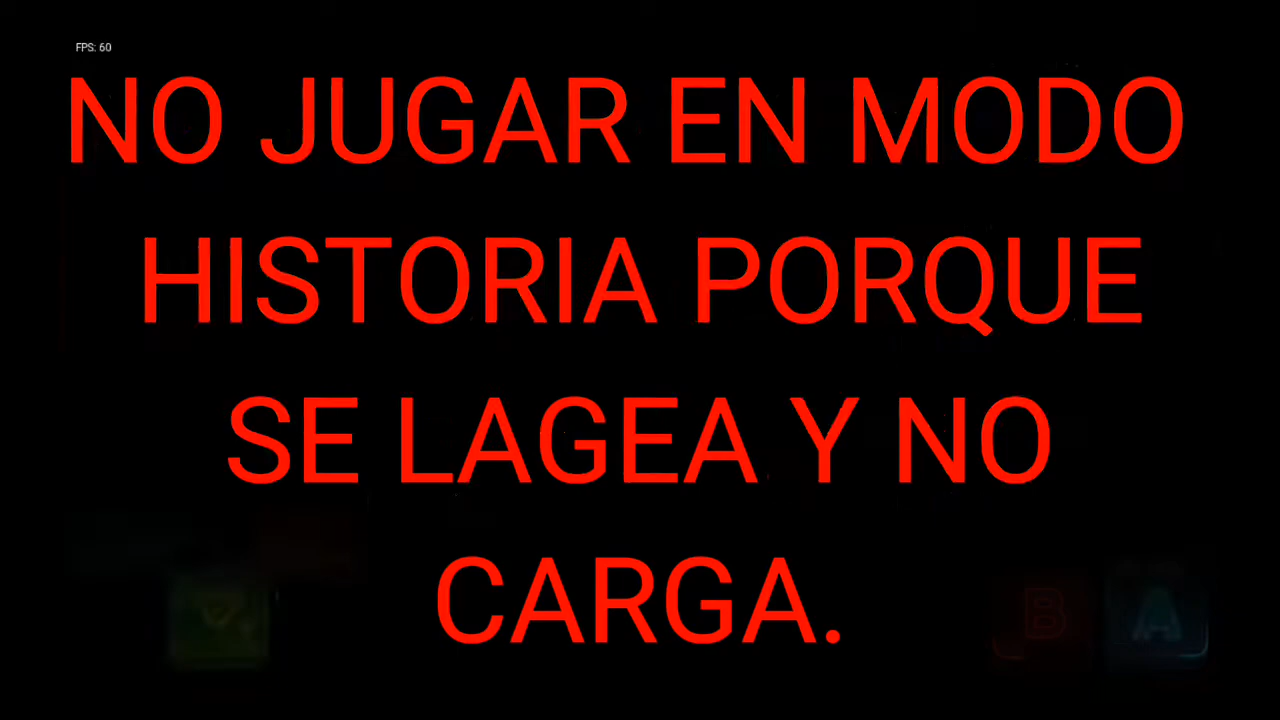 FPS: 60
NO JUGAR EN MODO
HISTORIA PORQUE
SE LAGEA Y NO
CARGA.
B A